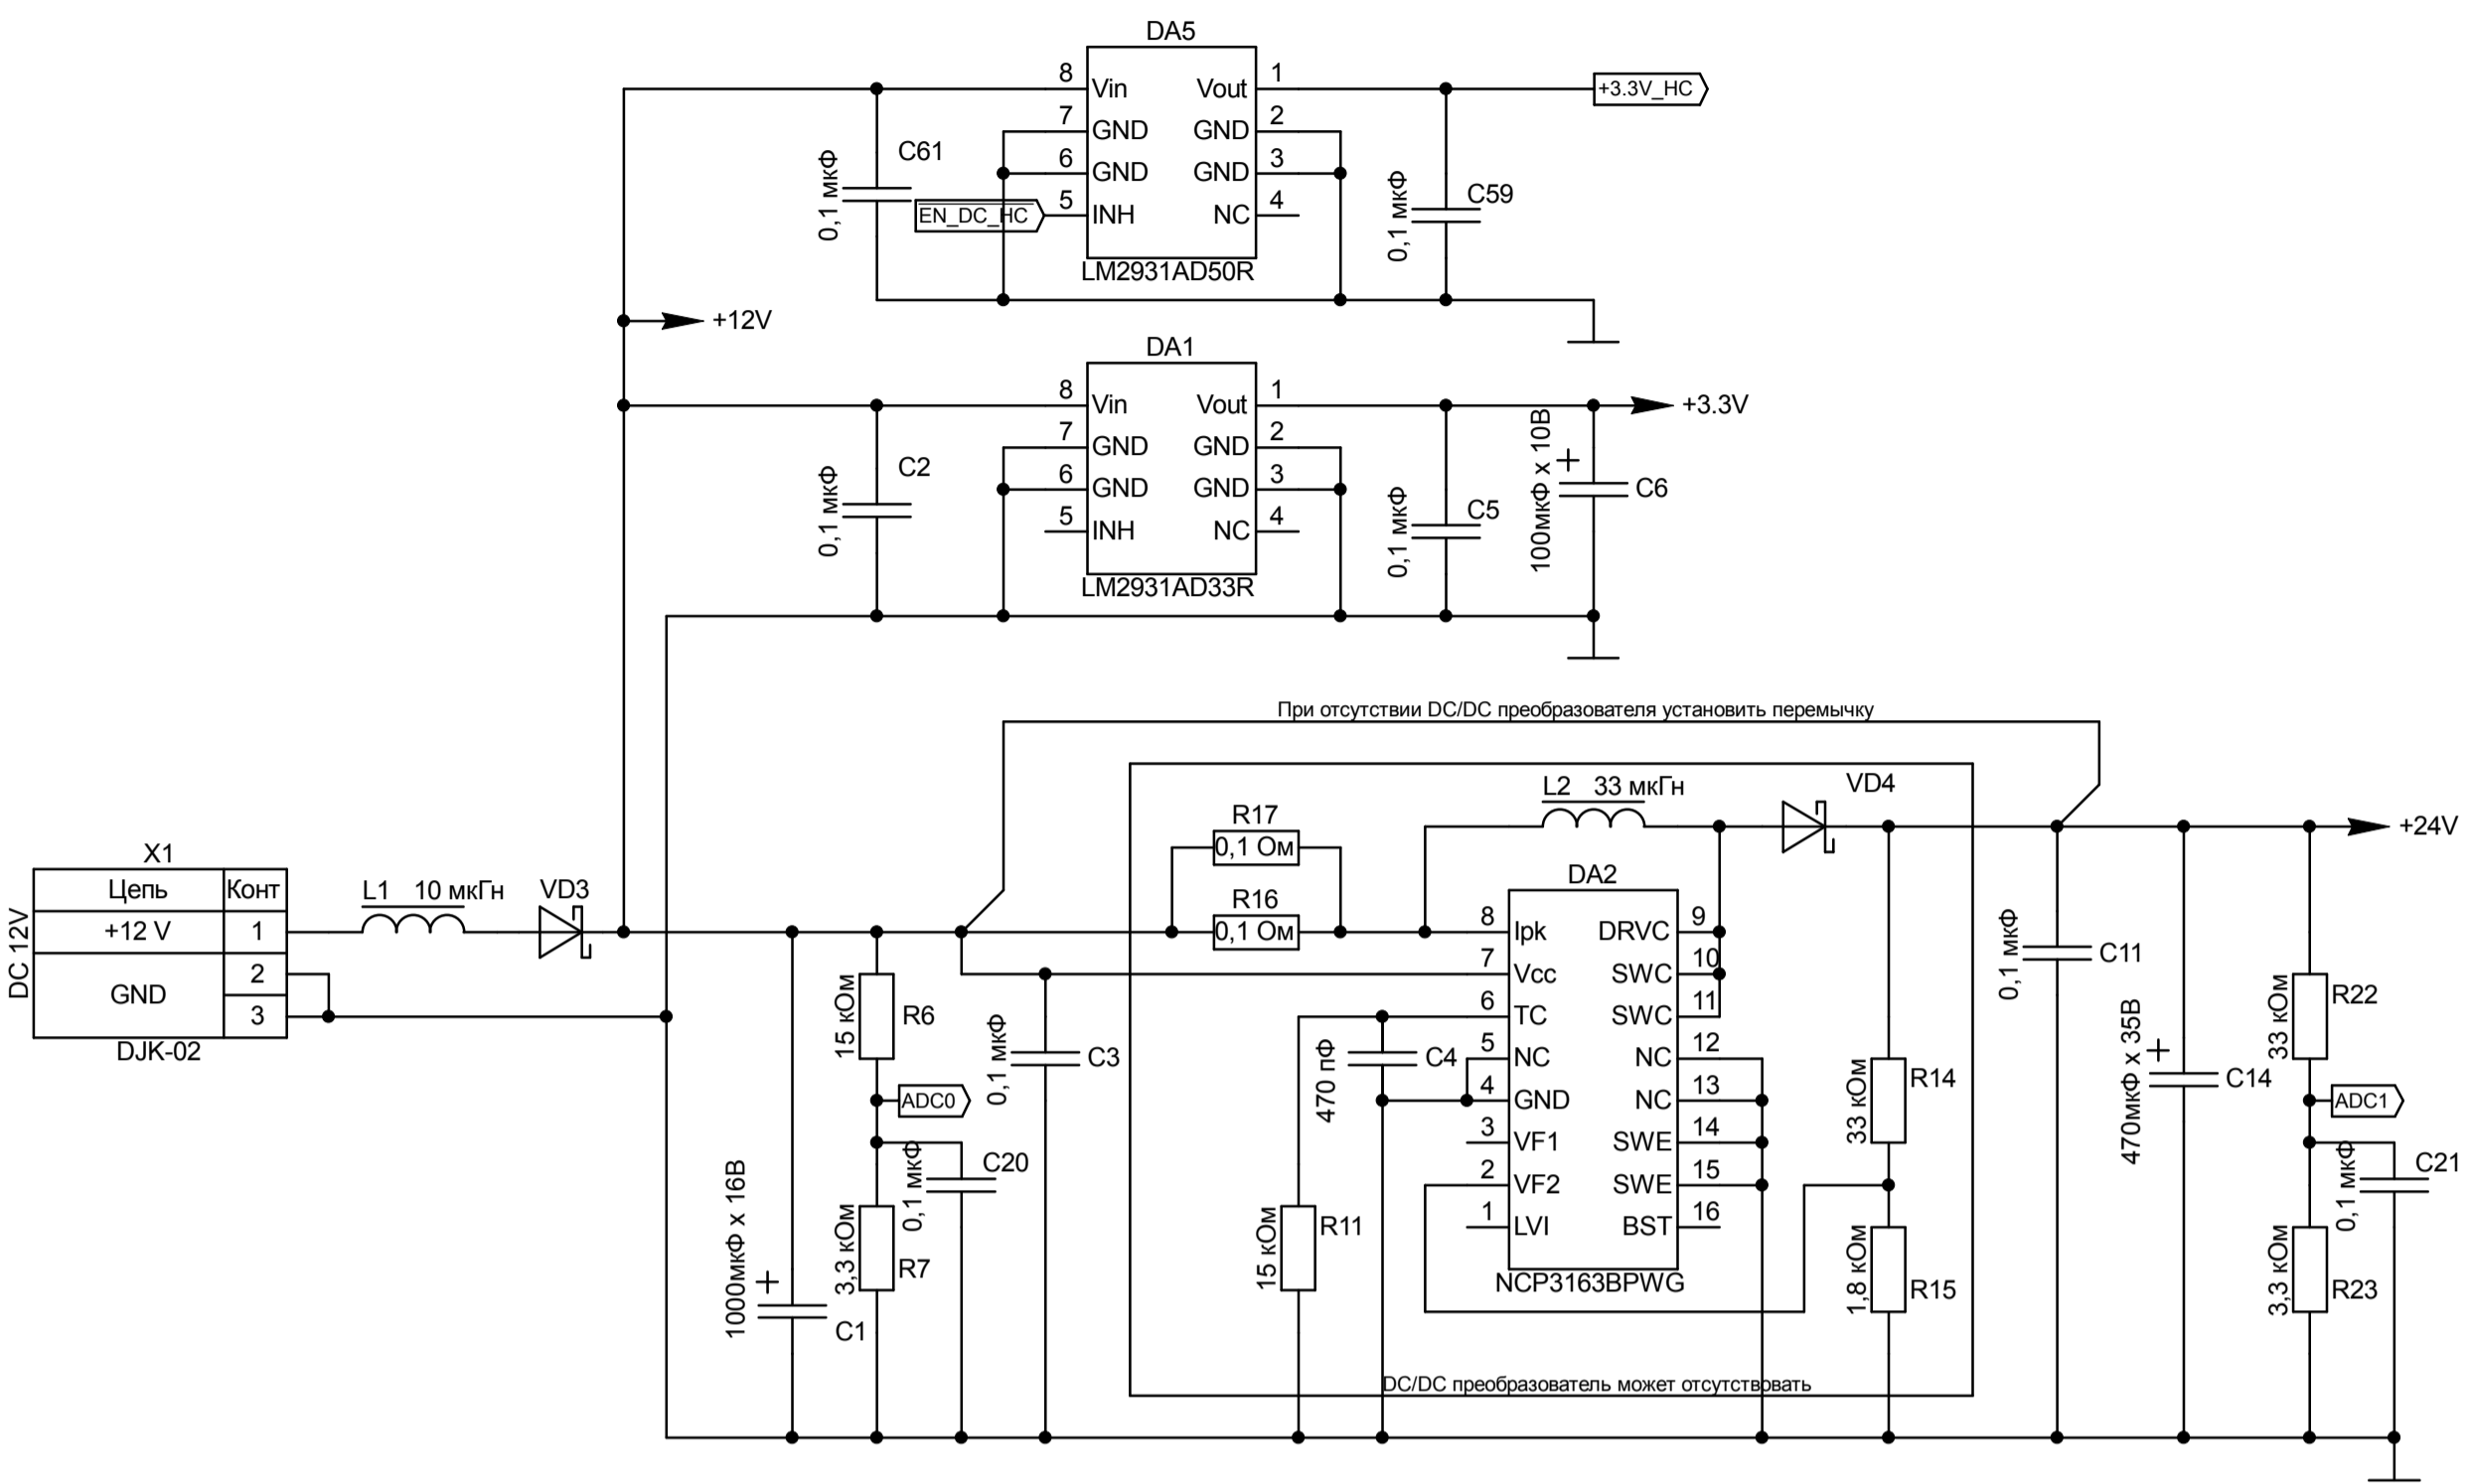 DA5
8 Vin Vout 1
7 GND GND 2
6 GND GND 3
5 INH NC 4
LM2931AD50R
C61
0,1 мкФ
EN_DC_HC
C59
0,1 мкФ
+3.3V_HC
+12V
DA1
8 Vin Vout 1
7 GND GND 2
6 GND GND 3
5 INH NC 4
LM2931AD33R
C2
0,1 мкФ
C5
0,1 мкФ
100мкФ x 10В
+
C6
+3.3V
При отсутствии DC/DC преобразователя установить перемычку
X1
DC 12V
Цепь Конт
+12 V 1
GND 2
3
DJK-02
L1 10 мкГн
VD3
1000мкФ x 16В
+
C1
15 кОм
R6
ADC0
3,3 кОм
R7
0,1 мкФ
C20
0,1 мкФ
C3
R17
0,1 Ом
R16
0,1 Ом
L2 33 мкГн
VD4
DA2
8 Ipk DRVC 9
7 Vcc SWC 10
6 TC SWC 11
5 NC NC 12
4 GND NC 13
3 VF1 SWE 14
2 VF2 SWE 15
1 LVI BST 16
NCP3163BPWG
470 пФ
C4
15 кОм
R11
33 кОм
R14
1,8 кОм
R15
DC/DC преобразователь может отсутствовать
0,1 мкФ
C11
470мкФ x 35В
+
C14
+24V
33 кОм
R22
ADC1
3,3 кОм
R23
0,1 мкФ
C21